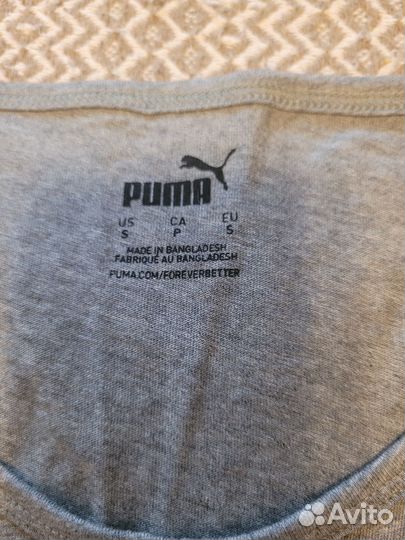 PUMA
US CA EU
S P S
MADE IN BANGLADESH
FABRIQUÉ AU BANGLADESH
PUMA.COM/FOREVERBETTER
Avito